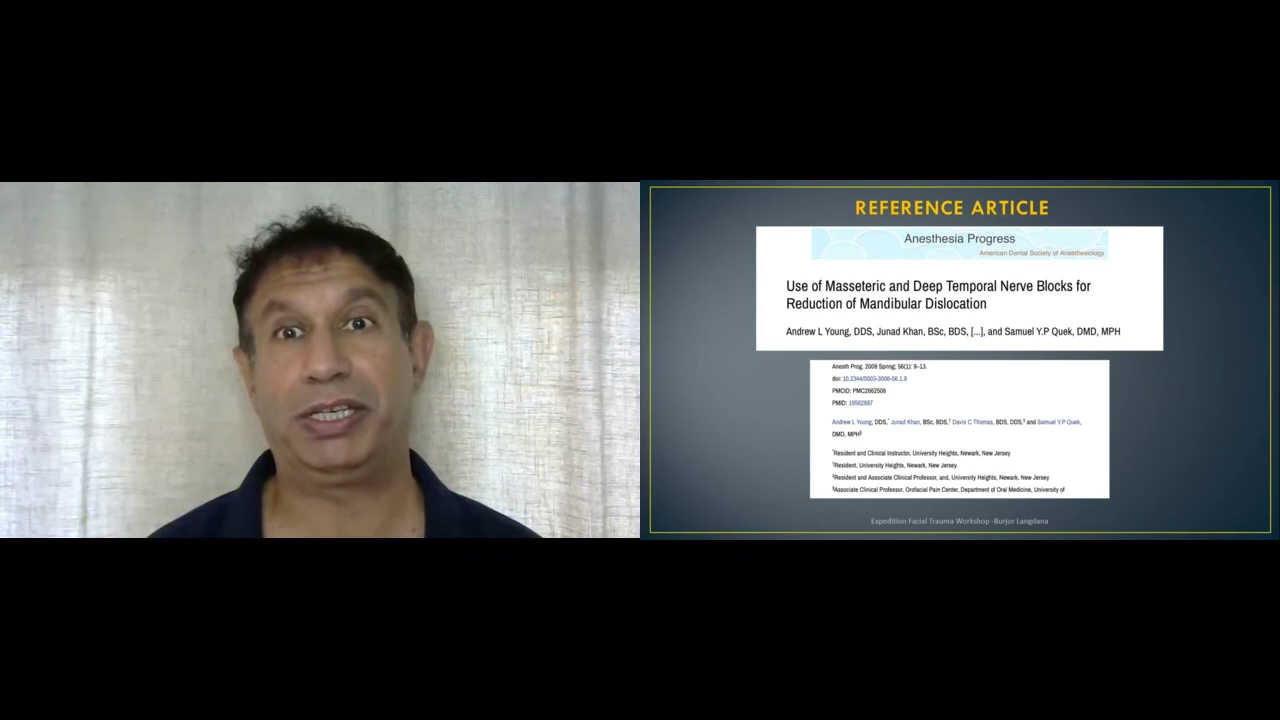 REFERENCE ARTICLE
Anesthesia Progress
American Dental Society of Anesthesiology
Use of Masseteric and Deep Temporal Nerve Blocks for
Reduction of Mandibular Dislocation
Andrew L Young, DDS, Junad Khan, BSc, BDS, [...], and Samuel Y.P Quek, DMD, MPH
Anesth Prog. 2009 Spring; 56(1): 9–13.
doi: 10.2344/0003-3006-56.1.9
PMCID: PMC2662506
PMID: 19562887
Andrew L Young, DDS,* Junad Khan, BSc, BDS,† Davis C Thomas, BDS, DDS,‡ and Samuel Y.P Quek,
DMD, MPH§
*Resident and Clinical Instructor, University Heights, Newark, New Jersey
†Resident, University Heights, Newark, New Jersey
‡Resident and Associate Clinical Professor, and, University Heights, Newark, New Jersey
§Associate Clinical Professor, Orofacial Pain Center, Department of Oral Medicine, University of
Expedition Facial Trauma Workshop -Burjor Langdana